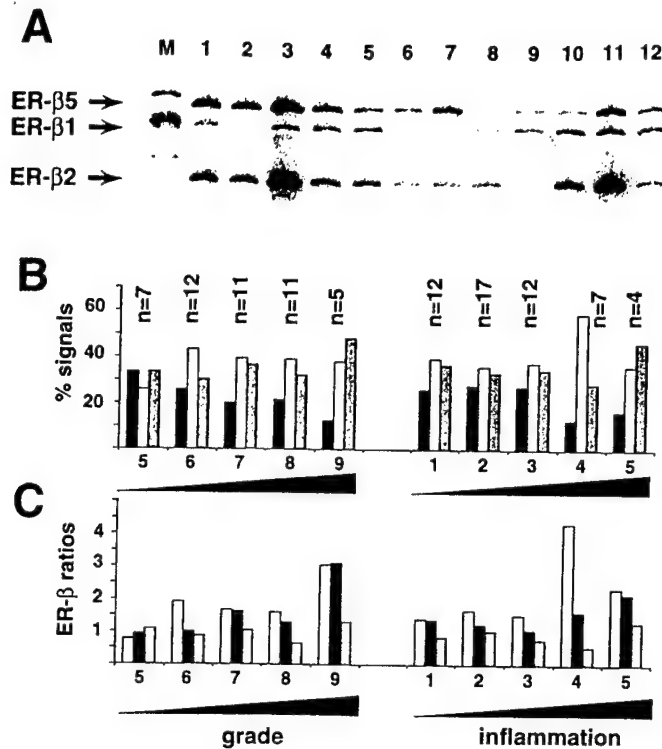 A
M 1 2 3 4 5 6 7 8 9 10 11 12
ER-β5
ER-β1
ER-β2
B
% signals
60
40
20
n=7 n=12 n=11 n=11 n=5 n=12 n=17 n=12 n=7 n=4
5 6 7 8 9 1 2 3 4 5
C
ER-β ratios
4
3
2
1
5 6 7 8 9 1 2 3 4 5
grade inflammation